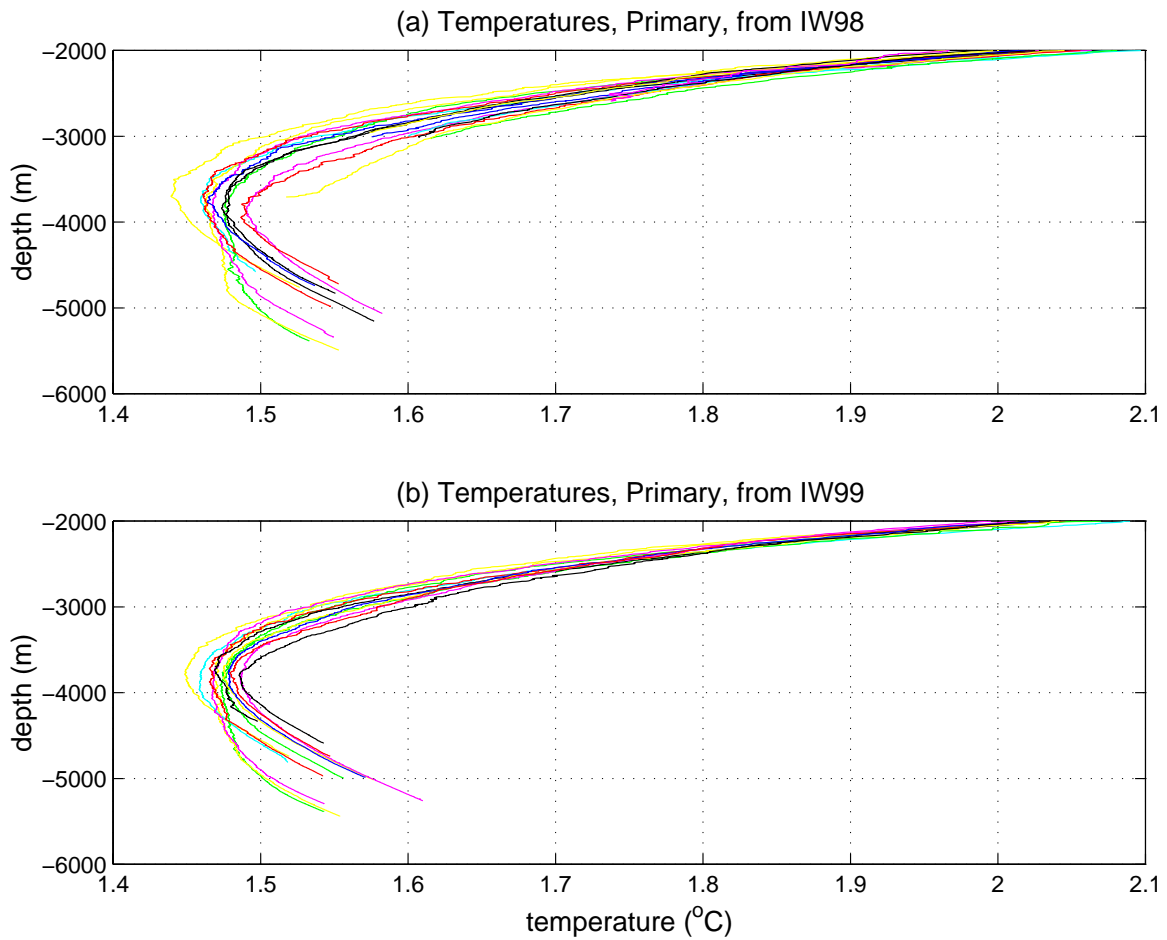 (a) Temperatures, Primary, from IW98
−2000
−3000
−4000
−5000
−6000
depth (m)
1.4 1.5 1.6 1.7 1.8 1.9 2 2.1
(b) Temperatures, Primary, from IW99
−2000
−3000
−4000
−5000
−6000
depth (m)
1.4 1.5 1.6 1.7 1.8 1.9 2 2.1
temperature (°C)